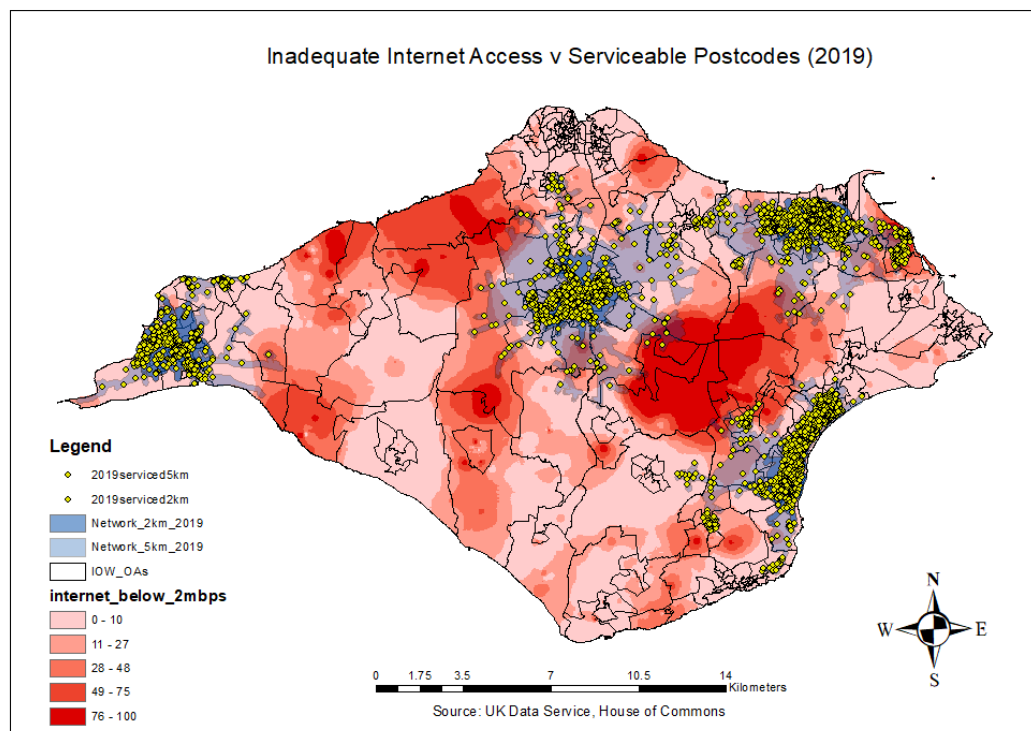 Inadequate Internet Access v Serviceable Postcodes (2019)
Legend
2019serviced5km
2019serviced2km
Network_2km_2019
Network_5km_2019
IOW_OAs
internet_below_2mbps
0 - 10
11 - 27
28 - 48
49 - 75
76 - 100
N
W E
S
0 1.75 3.5 7 10.5 14
Kilometers
Source: UK Data Service, House of Commons